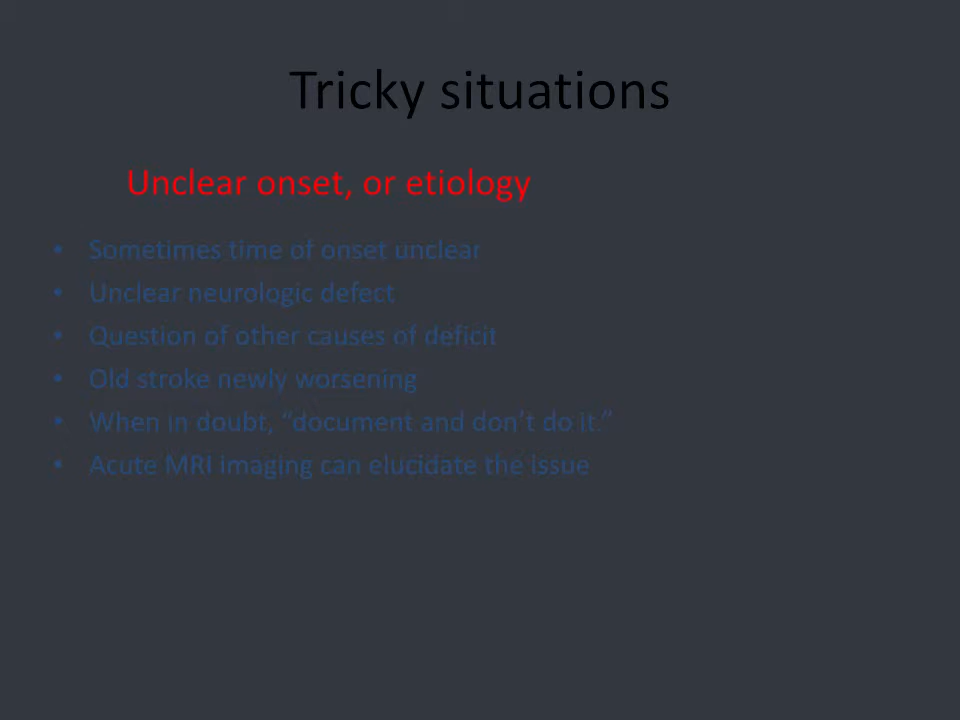 Tricky situations
Unclear onset, or etiology
• Sometimes time of onset unclear
• Unclear neurologic defect
• Question of other causes of deficit
• Old stroke newly worsening
• When in doubt, “document and don’t do it.”
• Acute MRI imaging can elucidate the issue